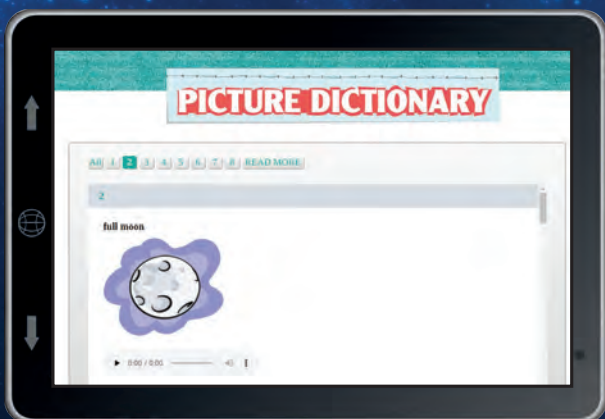 PICTURE DICTIONARY
All 1 2 3 4 5 6 7 8 READ MORE
2
full moon
0:00 / 0:00